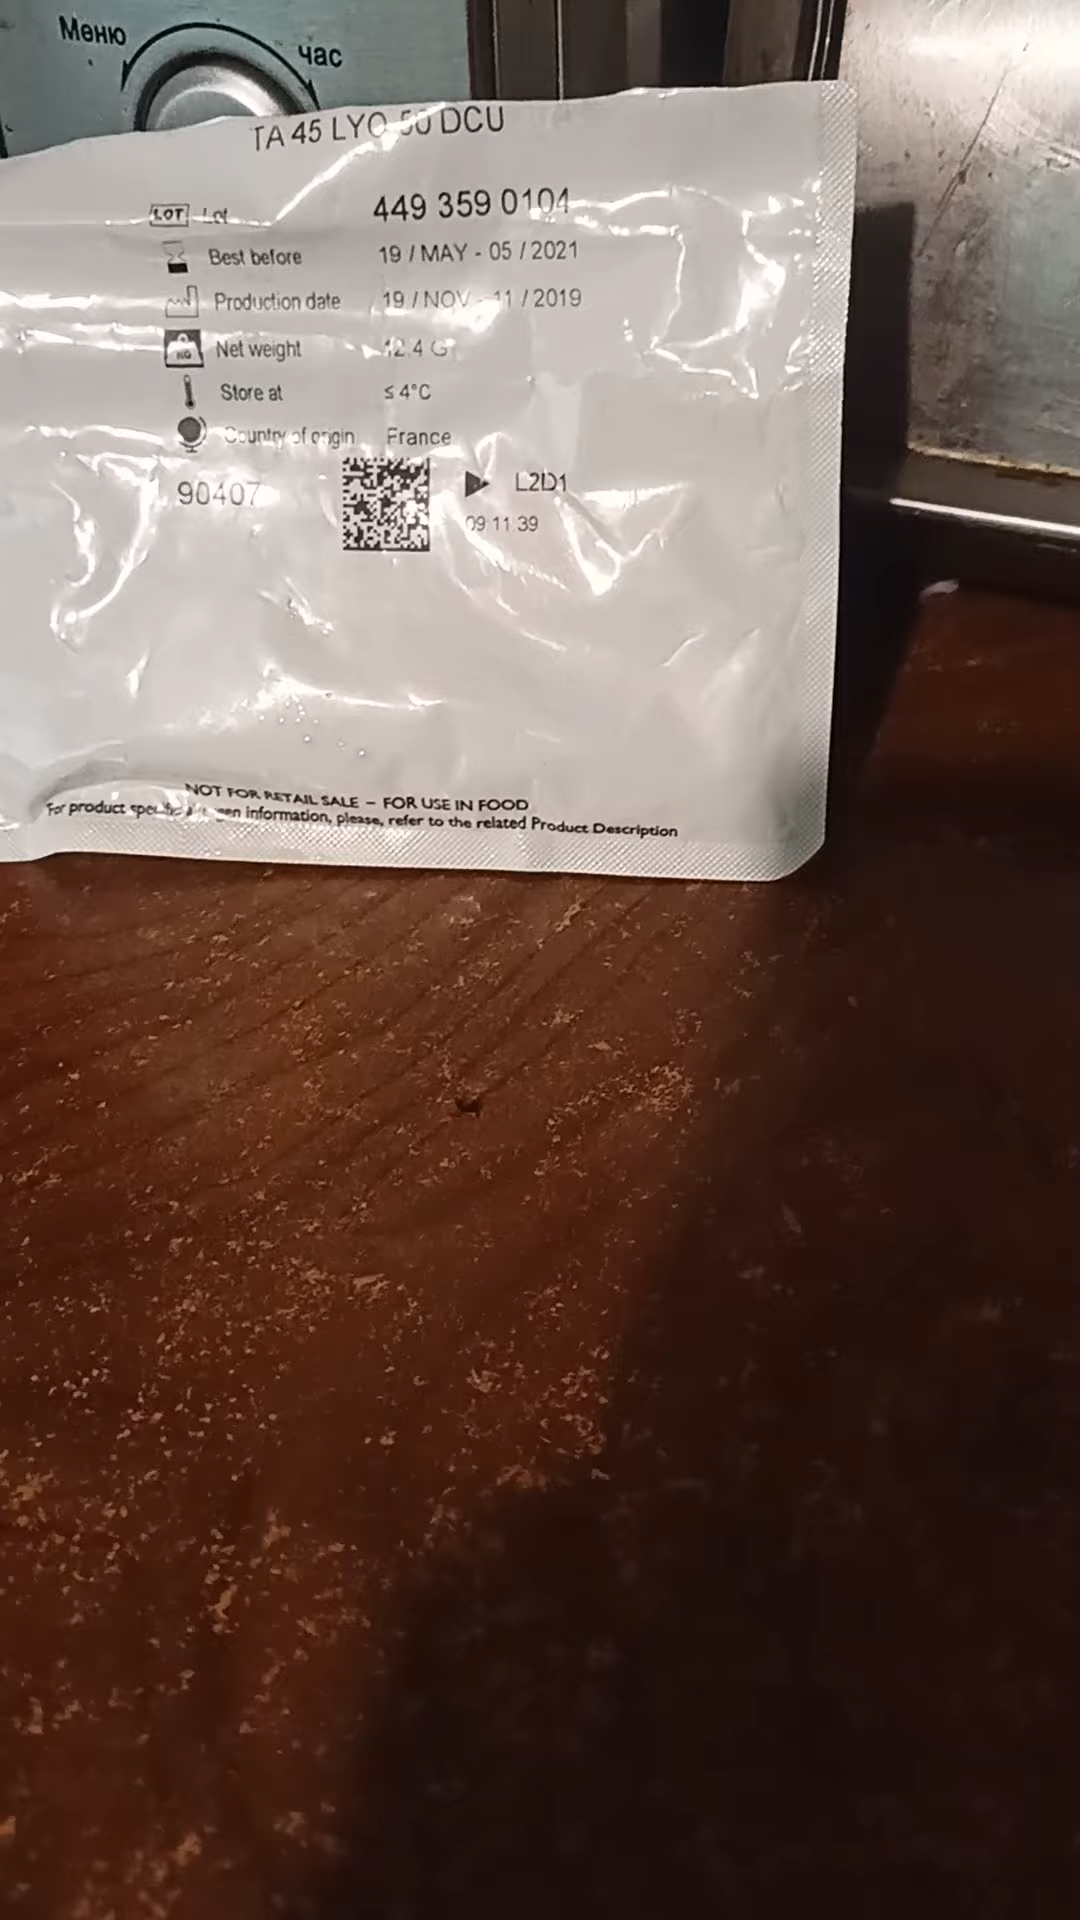 Меню
час
TA 45 LYO 50 DCU
LOT Lot 449 359 0104
Best before 19 / MAY - 05 / 2021
Production date 19 / NOV - 11 / 2019
KG Net weight 12.4 G
Store at ≤ 4°C
Country of origin France
90407 L2D1
09:11:39
NOT FOR RETAIL SALE – FOR USE IN FOOD
For product information, please, refer to the related Product Description